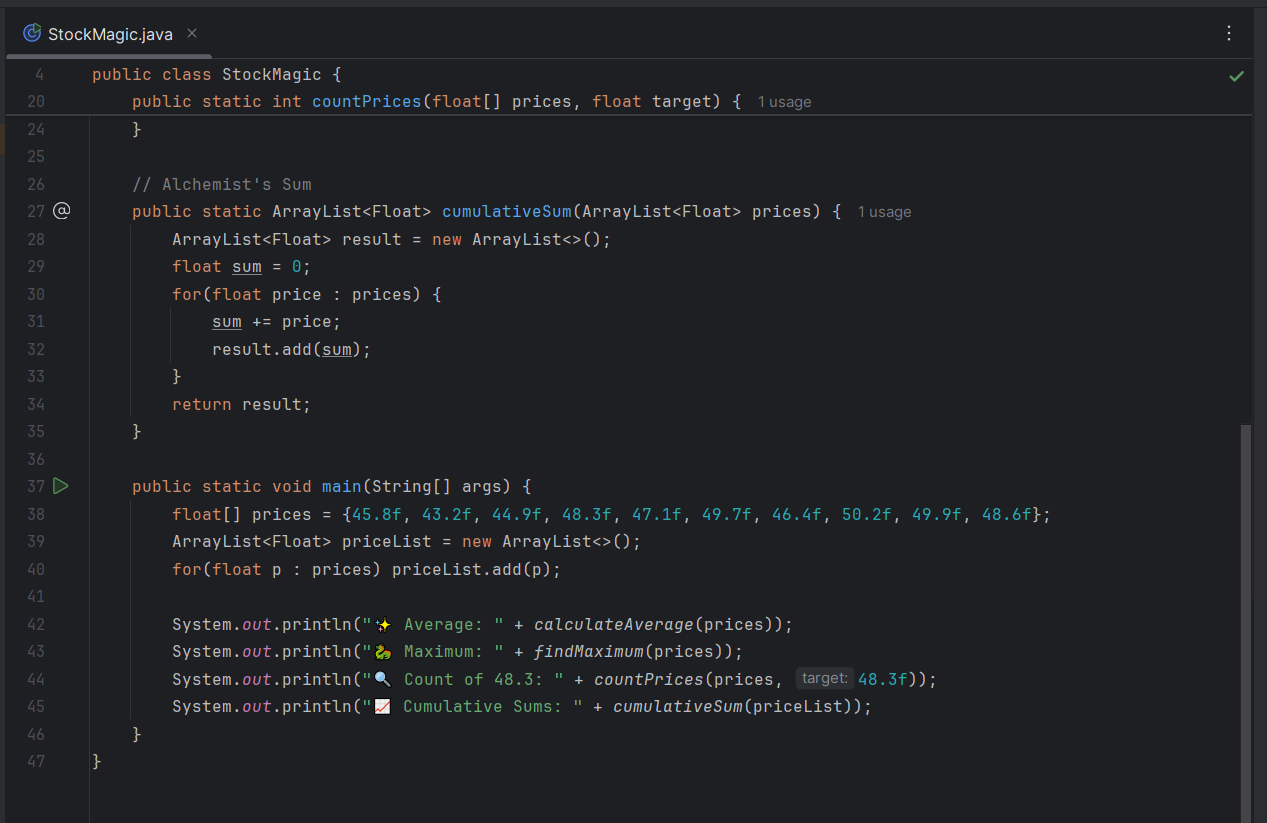 StockMagic.java
4 public class StockMagic {
20 public static int countPrices(float[] prices, float target) { 1 usage
24 }
25
26 // Alchemist's Sum
27 @ public static ArrayList<Float> cumulativeSum(ArrayList<Float> prices) { 1 usage
28 ArrayList<Float> result = new ArrayList<>();
29 float sum = 0;
30 for(float price : prices) {
31 sum += price;
32 result.add(sum);
33 }
34 return result;
35 }
36
37 public static void main(String[] args) {
38 float[] prices = {45.8f, 43.2f, 44.9f, 48.3f, 47.1f, 49.7f, 46.4f, 50.2f, 49.9f, 48.6f};
39 ArrayList<Float> priceList = new ArrayList<>();
40 for(float p : prices) priceList.add(p);
41
42 System.out.println("✨ Average: " + calculateAverage(prices));
43 System.out.println("🐉 Maximum: " + findMaximum(prices));
44 System.out.println("🔍 Count of 48.3: " + countPrices(prices, target: 48.3f));
45 System.out.println("📈 Cumulative Sums: " + cumulativeSum(priceList));
46 }
47 }